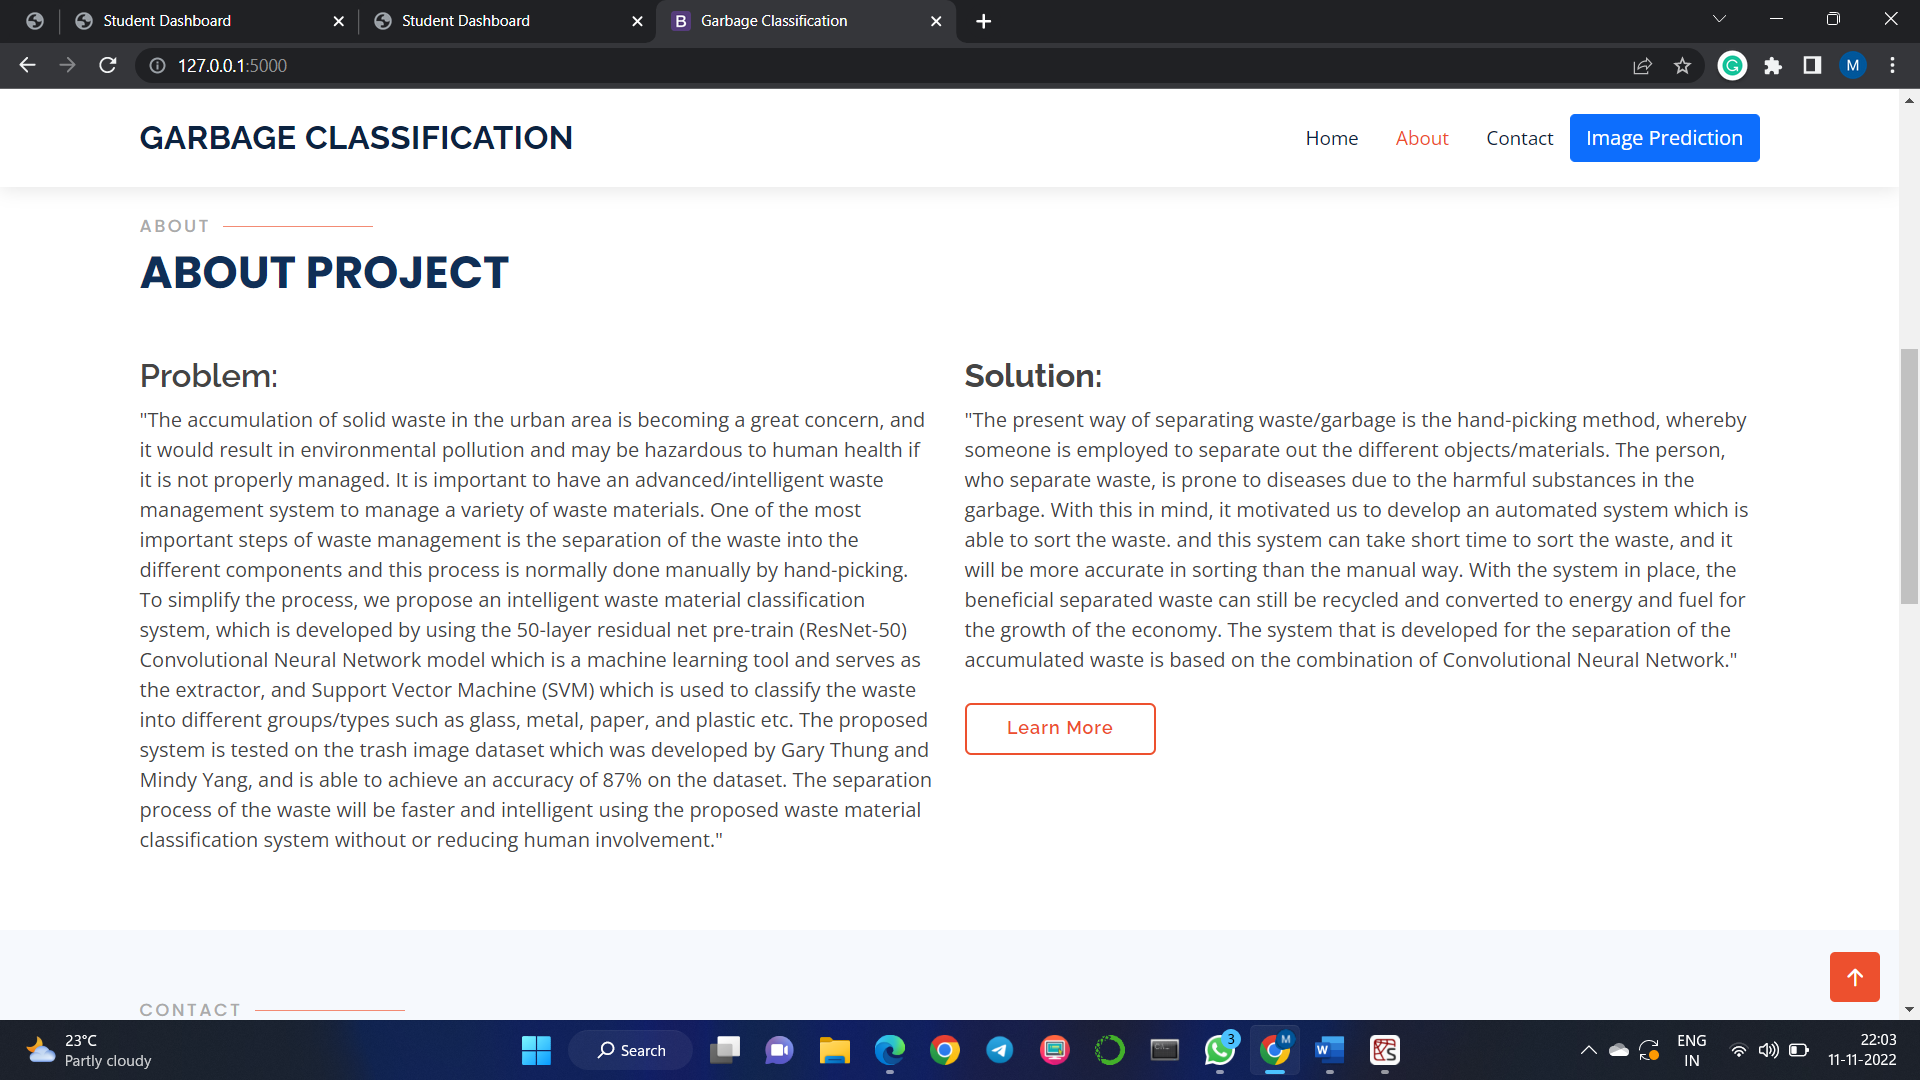 Student Dashboard
Student Dashboard
B Garbage Classification
127.0.0.1:5000
G
M
GARBAGE CLASSIFICATION
Home About Contact Image Prediction
ABOUT
ABOUT PROJECT
Problem:
"The accumulation of solid waste in the urban area is becoming a great concern, and
it would result in environmental pollution and may be hazardous to human health if
it is not properly managed. It is important to have an advanced/intelligent waste
management system to manage a variety of waste materials. One of the most
important steps of waste management is the separation of the waste into the
different components and this process is normally done manually by hand-picking.
To simplify the process, we propose an intelligent waste material classification
system, which is developed by using the 50-layer residual net pre-train (ResNet-50)
Convolutional Neural Network model which is a machine learning tool and serves as
the extractor, and Support Vector Machine (SVM) which is used to classify the waste
into different groups/types such as glass, metal, paper, and plastic etc. The proposed
system is tested on the trash image dataset which was developed by Gary Thung and
Mindy Yang, and is able to achieve an accuracy of 87% on the dataset. The separation
process of the waste will be faster and intelligent using the proposed waste material
classification system without or reducing human involvement."
Solution:
"The present way of separating waste/garbage is the hand-picking method, whereby
someone is employed to separate out the different objects/materials. The person,
who separate waste, is prone to diseases due to the harmful substances in the
garbage. With this in mind, it motivated us to develop an automated system which is
able to sort the waste. and this system can take short time to sort the waste, and it
will be more accurate in sorting than the manual way. With the system in place, the
beneficial separated waste can still be recycled and converted to energy and fuel for
the growth of the economy. The system that is developed for the separation of the
accumulated waste is based on the combination of Convolutional Neural Network."
Learn More
CONTACT
23°C
Partly cloudy
Search
3
M
W
ENG
IN
22:03
11-11-2022